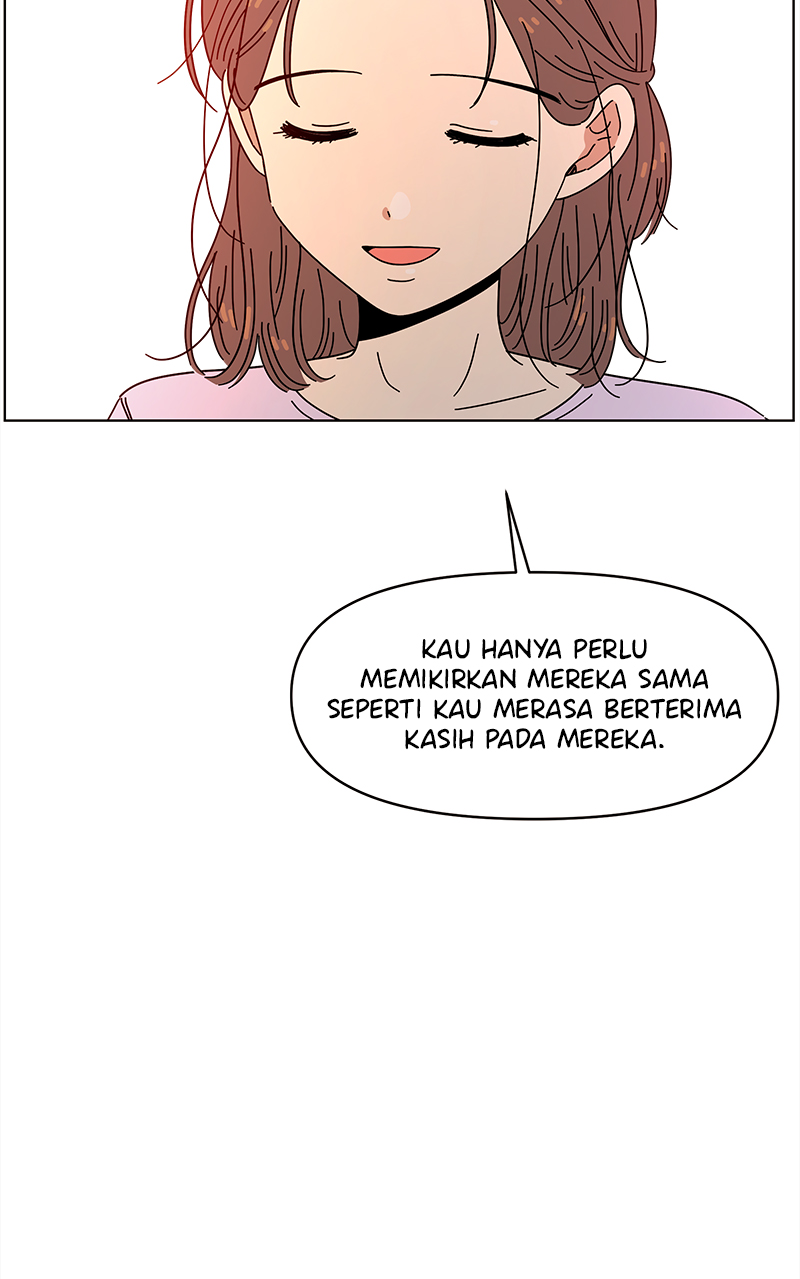 KAU HANYA PERLU
MEMIKIRKAN MEREKA SAMA
SEPERTI KAU MERASA BERTERIMA
KASIH PADA MEREKA.